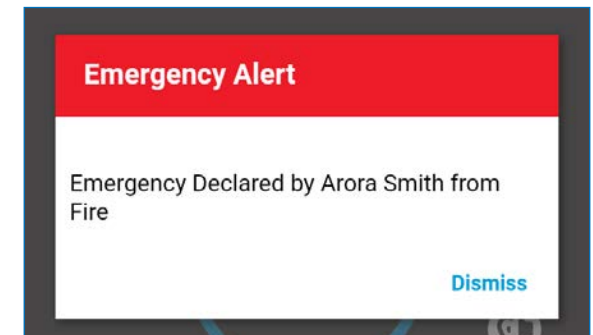 Emergency Alert
Emergency Declared by Arora Smith from
Fire
Dismiss